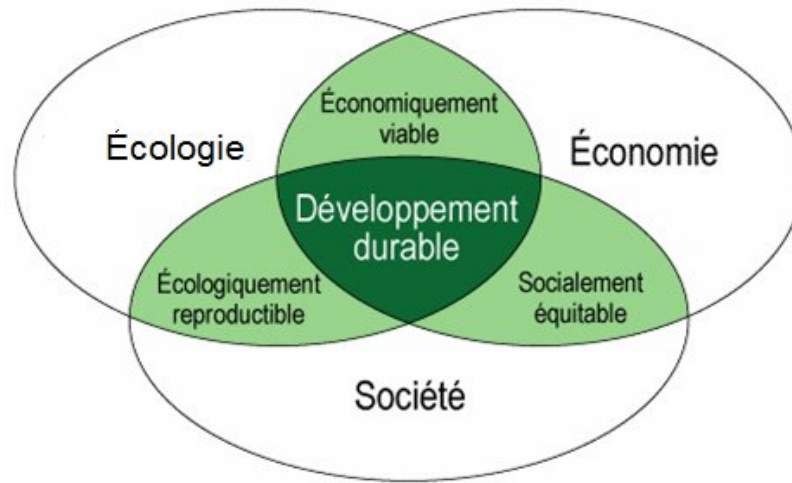 Économiquement
viable
Écologie
Économie
Développement
durable
Écologiquement
reproductible
Socialement
équitable
Société